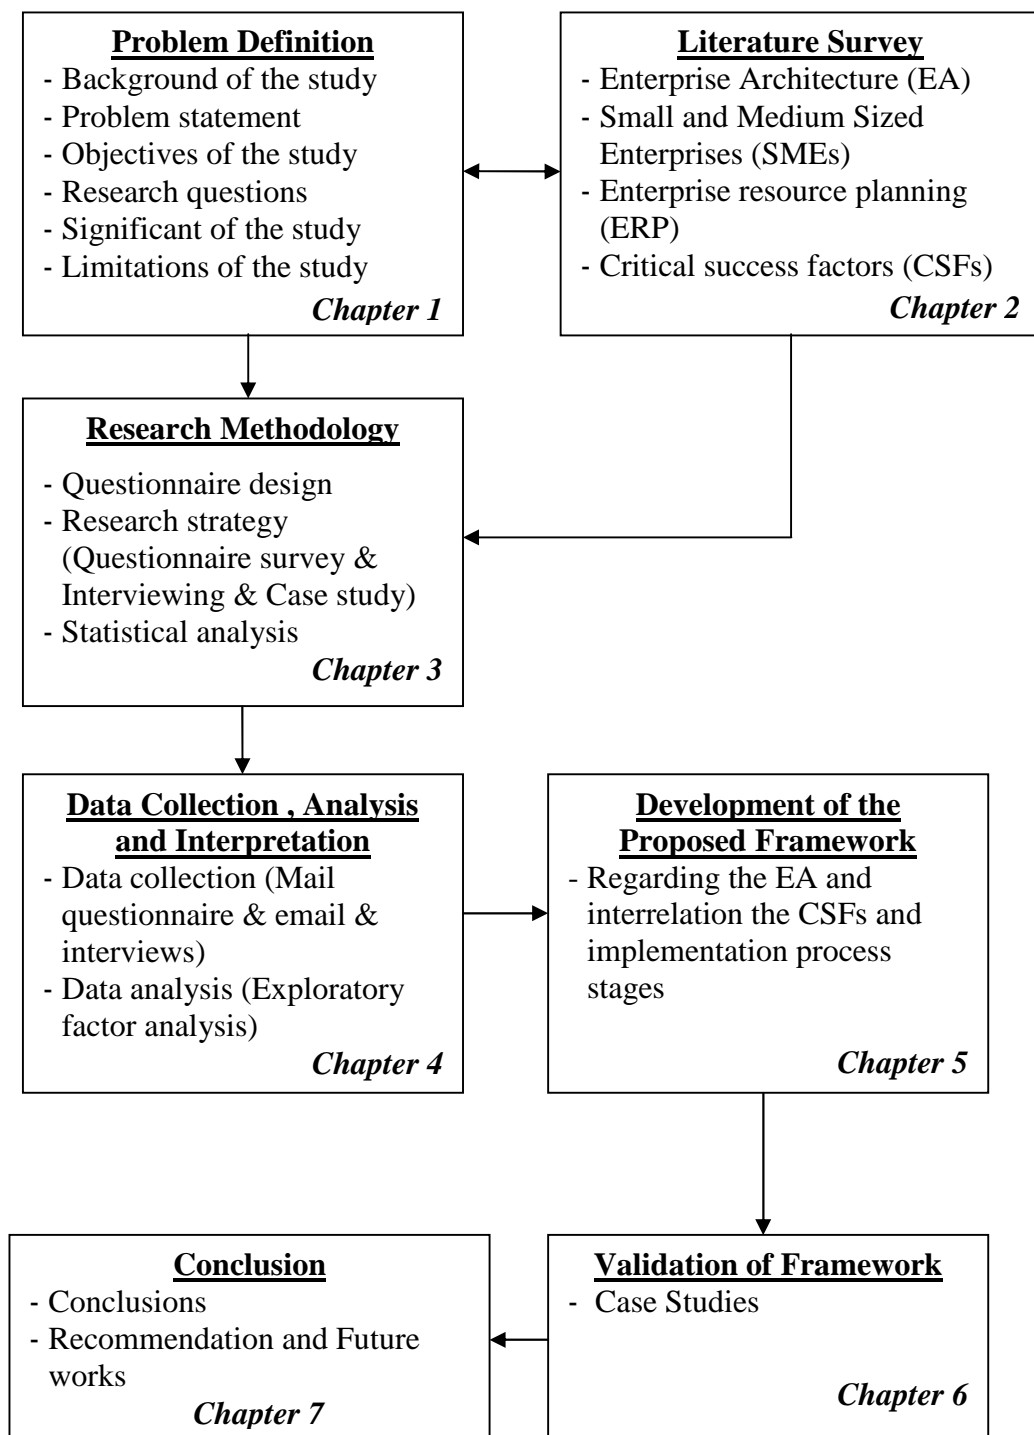 Problem Definition
- Background of the study
- Problem statement
- Objectives of the study
- Research questions
- Significant of the study
- Limitations of the study
Chapter 1
Literature Survey
- Enterprise Architecture (EA)
- Small and Medium Sized
Enterprises (SMEs)
- Enterprise resource planning
(ERP)
- Critical success factors (CSFs)
Chapter 2
Research Methodology
- Questionnaire design
- Research strategy
(Questionnaire survey &
Interviewing & Case study)
- Statistical analysis
Chapter 3
Data Collection , Analysis
and Interpretation
- Data collection (Mail
questionnaire & email &
interviews)
- Data analysis (Exploratory
factor analysis)
Chapter 4
Development of the
Proposed Framework
- Regarding the EA and
interrelation the CSFs and
implementation process
stages
Chapter 5
Validation of Framework
- Case Studies
Chapter 6
Conclusion
- Conclusions
- Recommendation and Future
works
Chapter 7